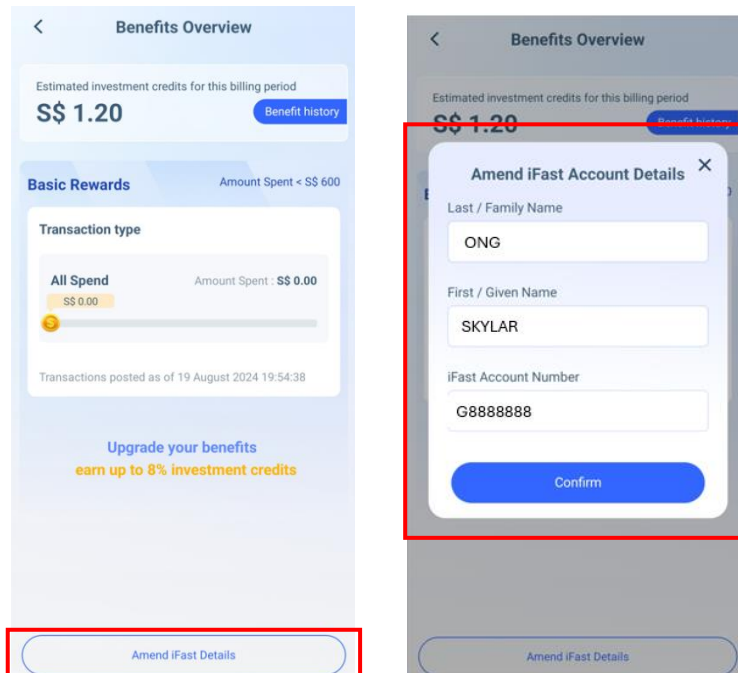 Benefits Overview
Estimated investment credits for this billing period
S$ 1.20
Benefit history
Basic Rewards
Amount Spent < S$ 600
Transaction type
All Spend
Amount Spent : S$ 0.00
S$ 0.00
Transactions posted as of 19 August 2024 19:54:38
Upgrade your benefits
earn up to 8% investment credits
Amend iFast Details
Benefits Overview
Estimated investment credits for this billing period
S$ 1.20
Benefit history
Amend iFast Account Details
Last / Family Name
ONG
First / Given Name
SKYLAR
iFast Account Number
G8888888
Confirm
Amend iFast Details